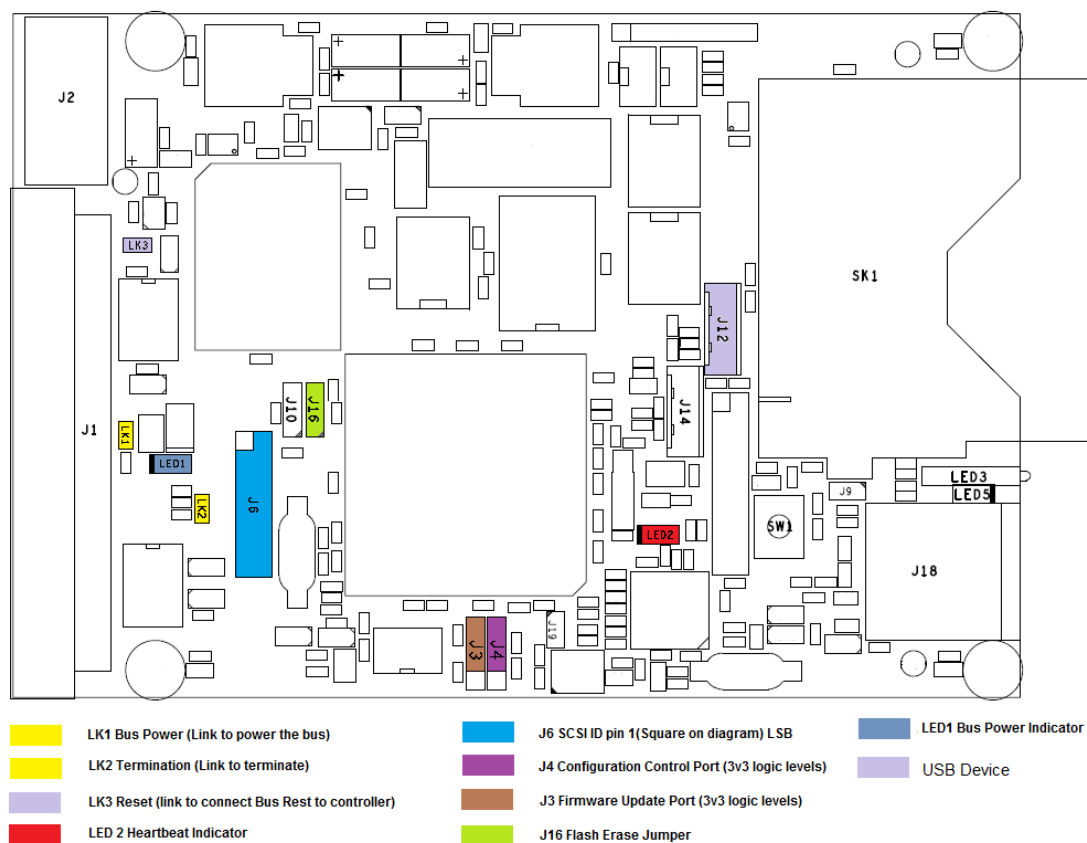 J2
LK3
SK1
J12
J10
J16
J14
J1
LK1
LED1
LED3
J9
LED5
LK2
J6
SW1
LED2
J18
J19
J3
J4
LK1 Bus Power (Link to power the bus)
LK2 Termination (Link to terminate)
LK3 Reset (link to connect Bus Rest to controller)
LED 2 Heartbeat Indicator
J6 SCSI ID pin 1(Square on diagram) LSB
J4 Configuration Control Port (3v3 logic levels)
J3 Firmware Update Port (3v3 logic levels)
J16 Flash Erase Jumper
LED1 Bus Power Indicator
USB Device